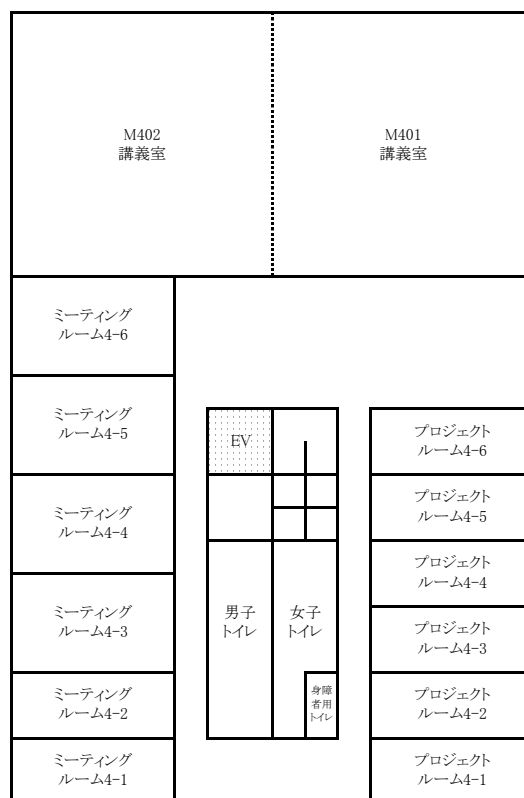 M402
講義室
M401
講義室
ミーティング
ルーム4-6
ミーティング
ルーム4-5
EV
プロジェクト
ルーム4-6
プロジェクト
ルーム4-5
ミーティング
ルーム4-4
プロジェクト
ルーム4-4
ミーティング
ルーム4-3
男子
トイレ
女子
トイレ
プロジェクト
ルーム4-3
ミーティング
ルーム4-2
身障
者用
トイレ
プロジェクト
ルーム4-2
ミーティング
ルーム4-1
プロジェクト
ルーム4-1